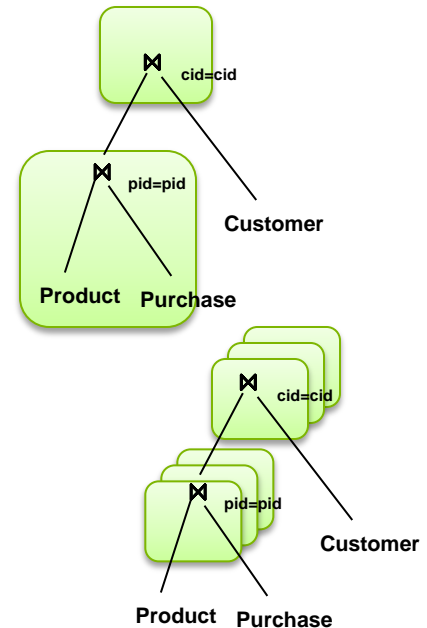 ⋈ cid=cid
⋈ pid=pid
Customer
Product Purchase
⋈ cid=cid
⋈ pid=pid
Customer
Product Purchase